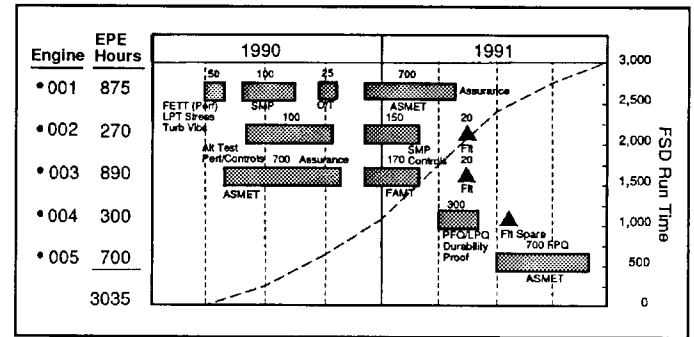 EPE
Engine Hours
1990 1991
3,000
50 100 25 700
• 001 875
Assurance
2,500
FETT (Perf) SMP C/T ASMET
LPT Stress
Turb Vibs
100 150 20
• 002 270
2,000
Alt Test SMP Flt
Perf/Controls Controls
700 Assurance 170 20
• 003 890
1,500
ASMET FAMT Flt
300
• 004 300
1,000
PFQ/LPQ Flt Spare
Durability
Proof
700 FPQ
• 005 700
500
ASMET
3035
0
FSD Run Time